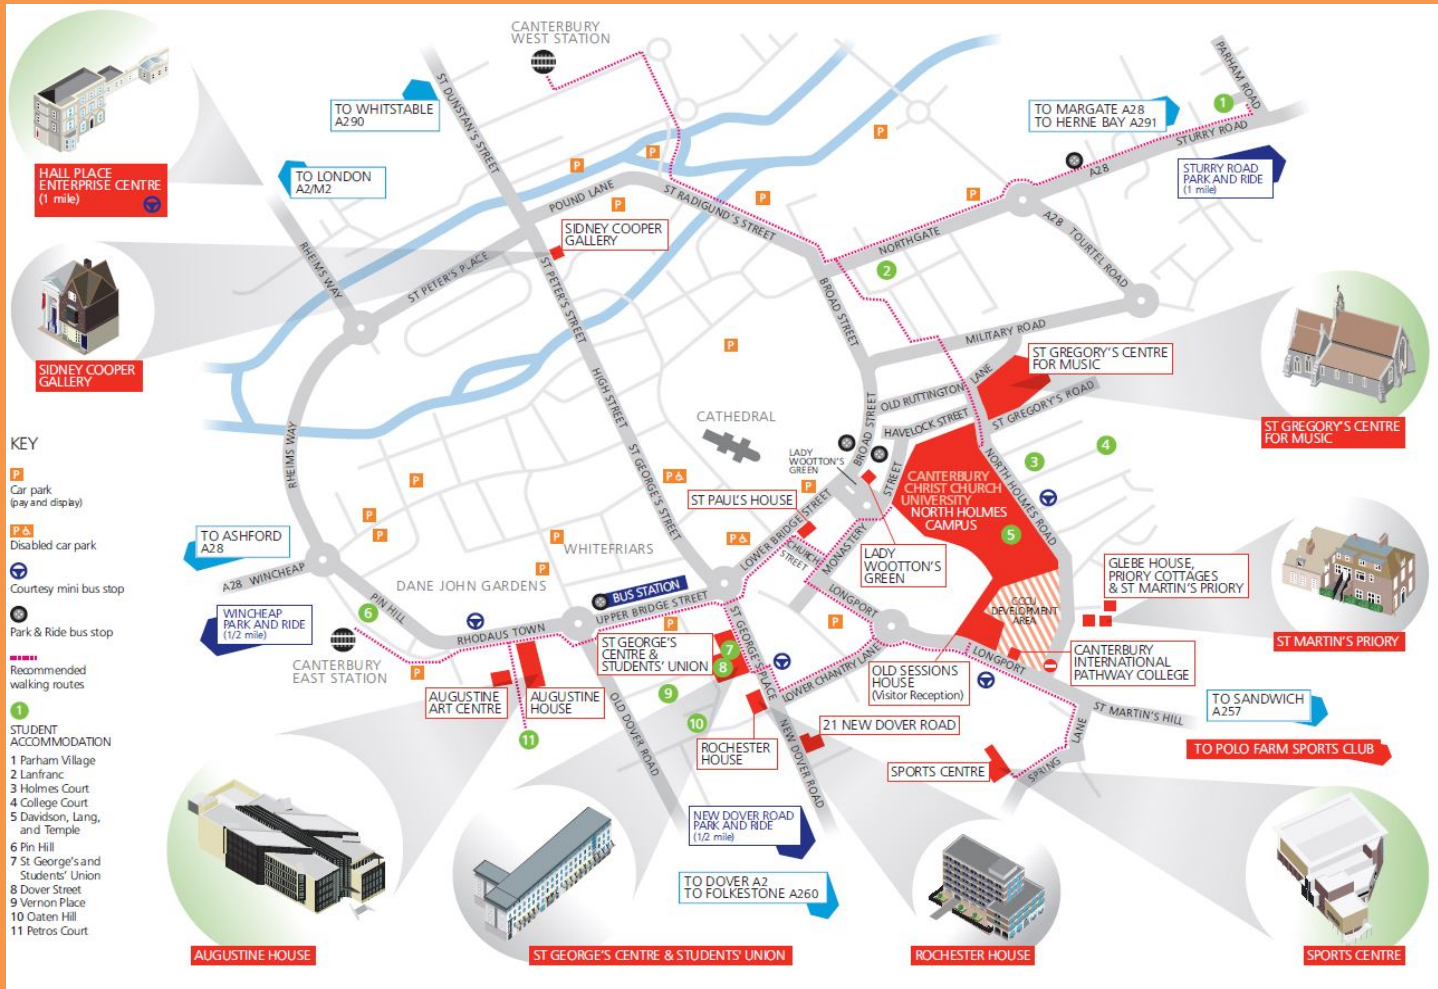 CANTERBURY
WEST STATION
ST DUNSTAN'S STREET
PARHAM ROAD
TO WHITSTABLE
A290
TO MARGATE A28
TO HERNE BAY A291
1
STURRY ROAD
A28
STURRY ROAD
PARK AND RIDE
(1 mile)
HALL PLACE
ENTERPRISE CENTRE
(1 mile)
TO LONDON
A2/M2
P
P
P
P
P
P
POUND LANE
ST RADIGUND'S STREET
SIDNEY COOPER
GALLERY
NORTHGATE
A28 TOURTEL ROAD
2
RHEIMS WAY
ST PETER'S PLACE
ST PETER'S STREET
BROAD STREET
MILITARY ROAD
SIDNEY COOPER
GALLERY
P
ST GREGORY'S CENTRE
FOR MUSIC
OLD RUTTINGTON LANE
HIGH STREET
CATHEDRAL
BROAD STREET
HAVELOCK STREET
ST GREGORY'S ROAD
ST GREGORY'S CENTRE
FOR MUSIC
RHEIMS WAY
ST GEORGE'S STREET
LADY
WOOTTON'S
GREEN
4
3
NORTH HOLMES ROAD
CANTERBURY
CHRIST CHURCH
UNIVERSITY
NORTH HOLMES
CAMPUS
5
P
P
P
P
P
P
P
P
ST PAUL'S HOUSE
LOWER BRIDGE STREET
MONASTERY STREET
CHURCH STREET
LADY
WOOTTON'S
GREEN
TO ASHFORD
A28
WHITEFRIARS
DANE JOHN GARDENS
A28 WINCHEAP
PIN HILL
6
BUS STATION
UPPER BRIDGE STREET
LONGPORT
CCCU
DEVELOPMENT
AREA
GLEBE HOUSE,
PRIORY COTTAGES
& ST MARTIN'S PRIORY
ST MARTIN'S PRIORY
WINCHEAP
PARK AND RIDE
(1/2 mile)
CANTERBURY
EAST STATION
RHODAUS TOWN
P
P
P
ST GEORGE'S
CENTRE &
STUDENTS' UNION
7
8
ST GEORGE'S PLACE
LOWER CHANTRY LANE
OLD SESSIONS
HOUSE
(Visitor Reception)
LONGPORT
CANTERBURY
INTERNATIONAL
PATHWAY COLLEGE
AUGUSTINE
ART CENTRE
AUGUSTINE
HOUSE
9
10
11
OLD DOVER ROAD
ROCHESTER
HOUSE
21 NEW DOVER ROAD
NEW DOVER ROAD
SPORTS CENTRE
SPRING LANE
ST MARTIN'S HILL
TO SANDWICH
A257
TO POLO FARM SPORTS CLUB
NEW DOVER ROAD
PARK AND RIDE
(1/2 mile)
TO DOVER A2
TO FOLKESTONE A260
AUGUSTINE HOUSE
ST GEORGE'S CENTRE & STUDENTS' UNION
ROCHESTER HOUSE
SPORTS CENTRE
KEY
P
Car park
(pay and display)
P
Disabled car park
Courtesy mini bus stop
Park & Ride bus stop
Recommended
walking routes
1
STUDENT
ACCOMMODATION
1 Parham Village
2 Lanfranc
3 Holmes Court
4 College Court
5 Davidson, Lang,
and Temple
6 Pin Hill
7 St George's and
Students' Union
8 Dover Street
9 Vernon Place
10 Oaten Hill
11 Petros Court